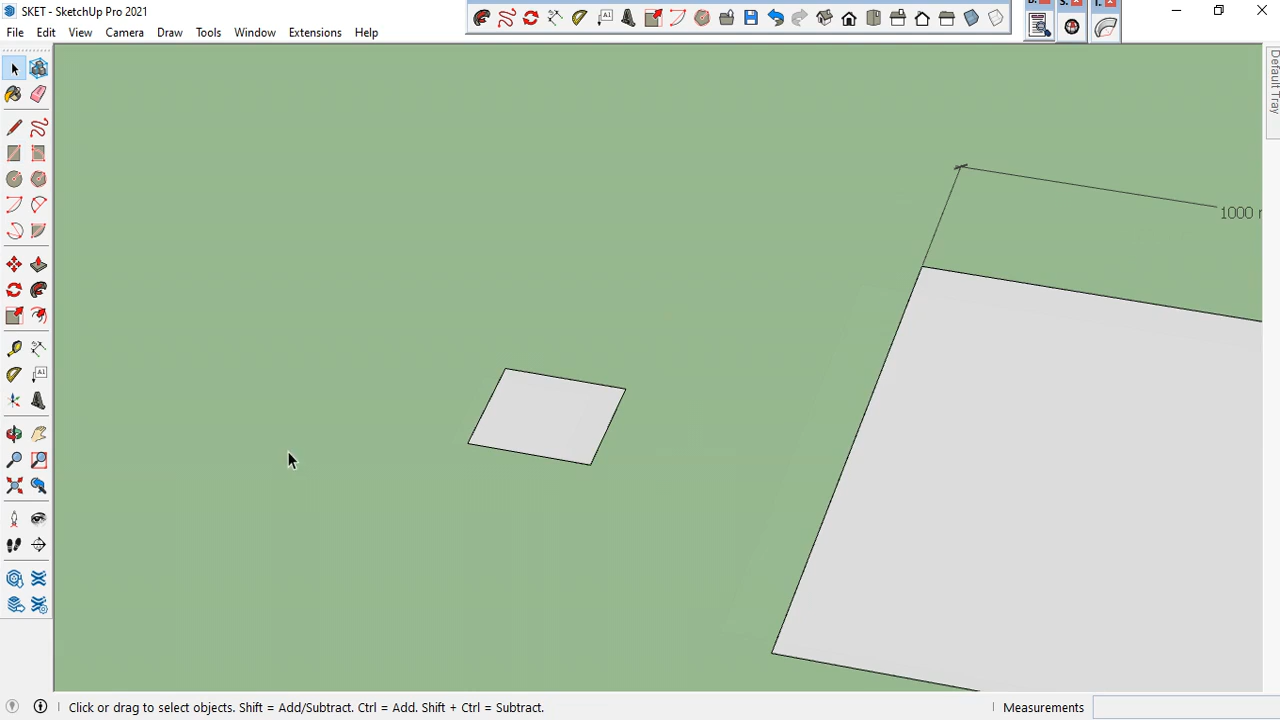 SKET - SketchUp Pro 2021
File Edit View Camera Draw Tools Window Extensions Help
Default Tray
1000
Click or drag to select objects. Shift = Add/Subtract. Ctrl = Add. Shift + Ctrl = Subtract.
Measurements